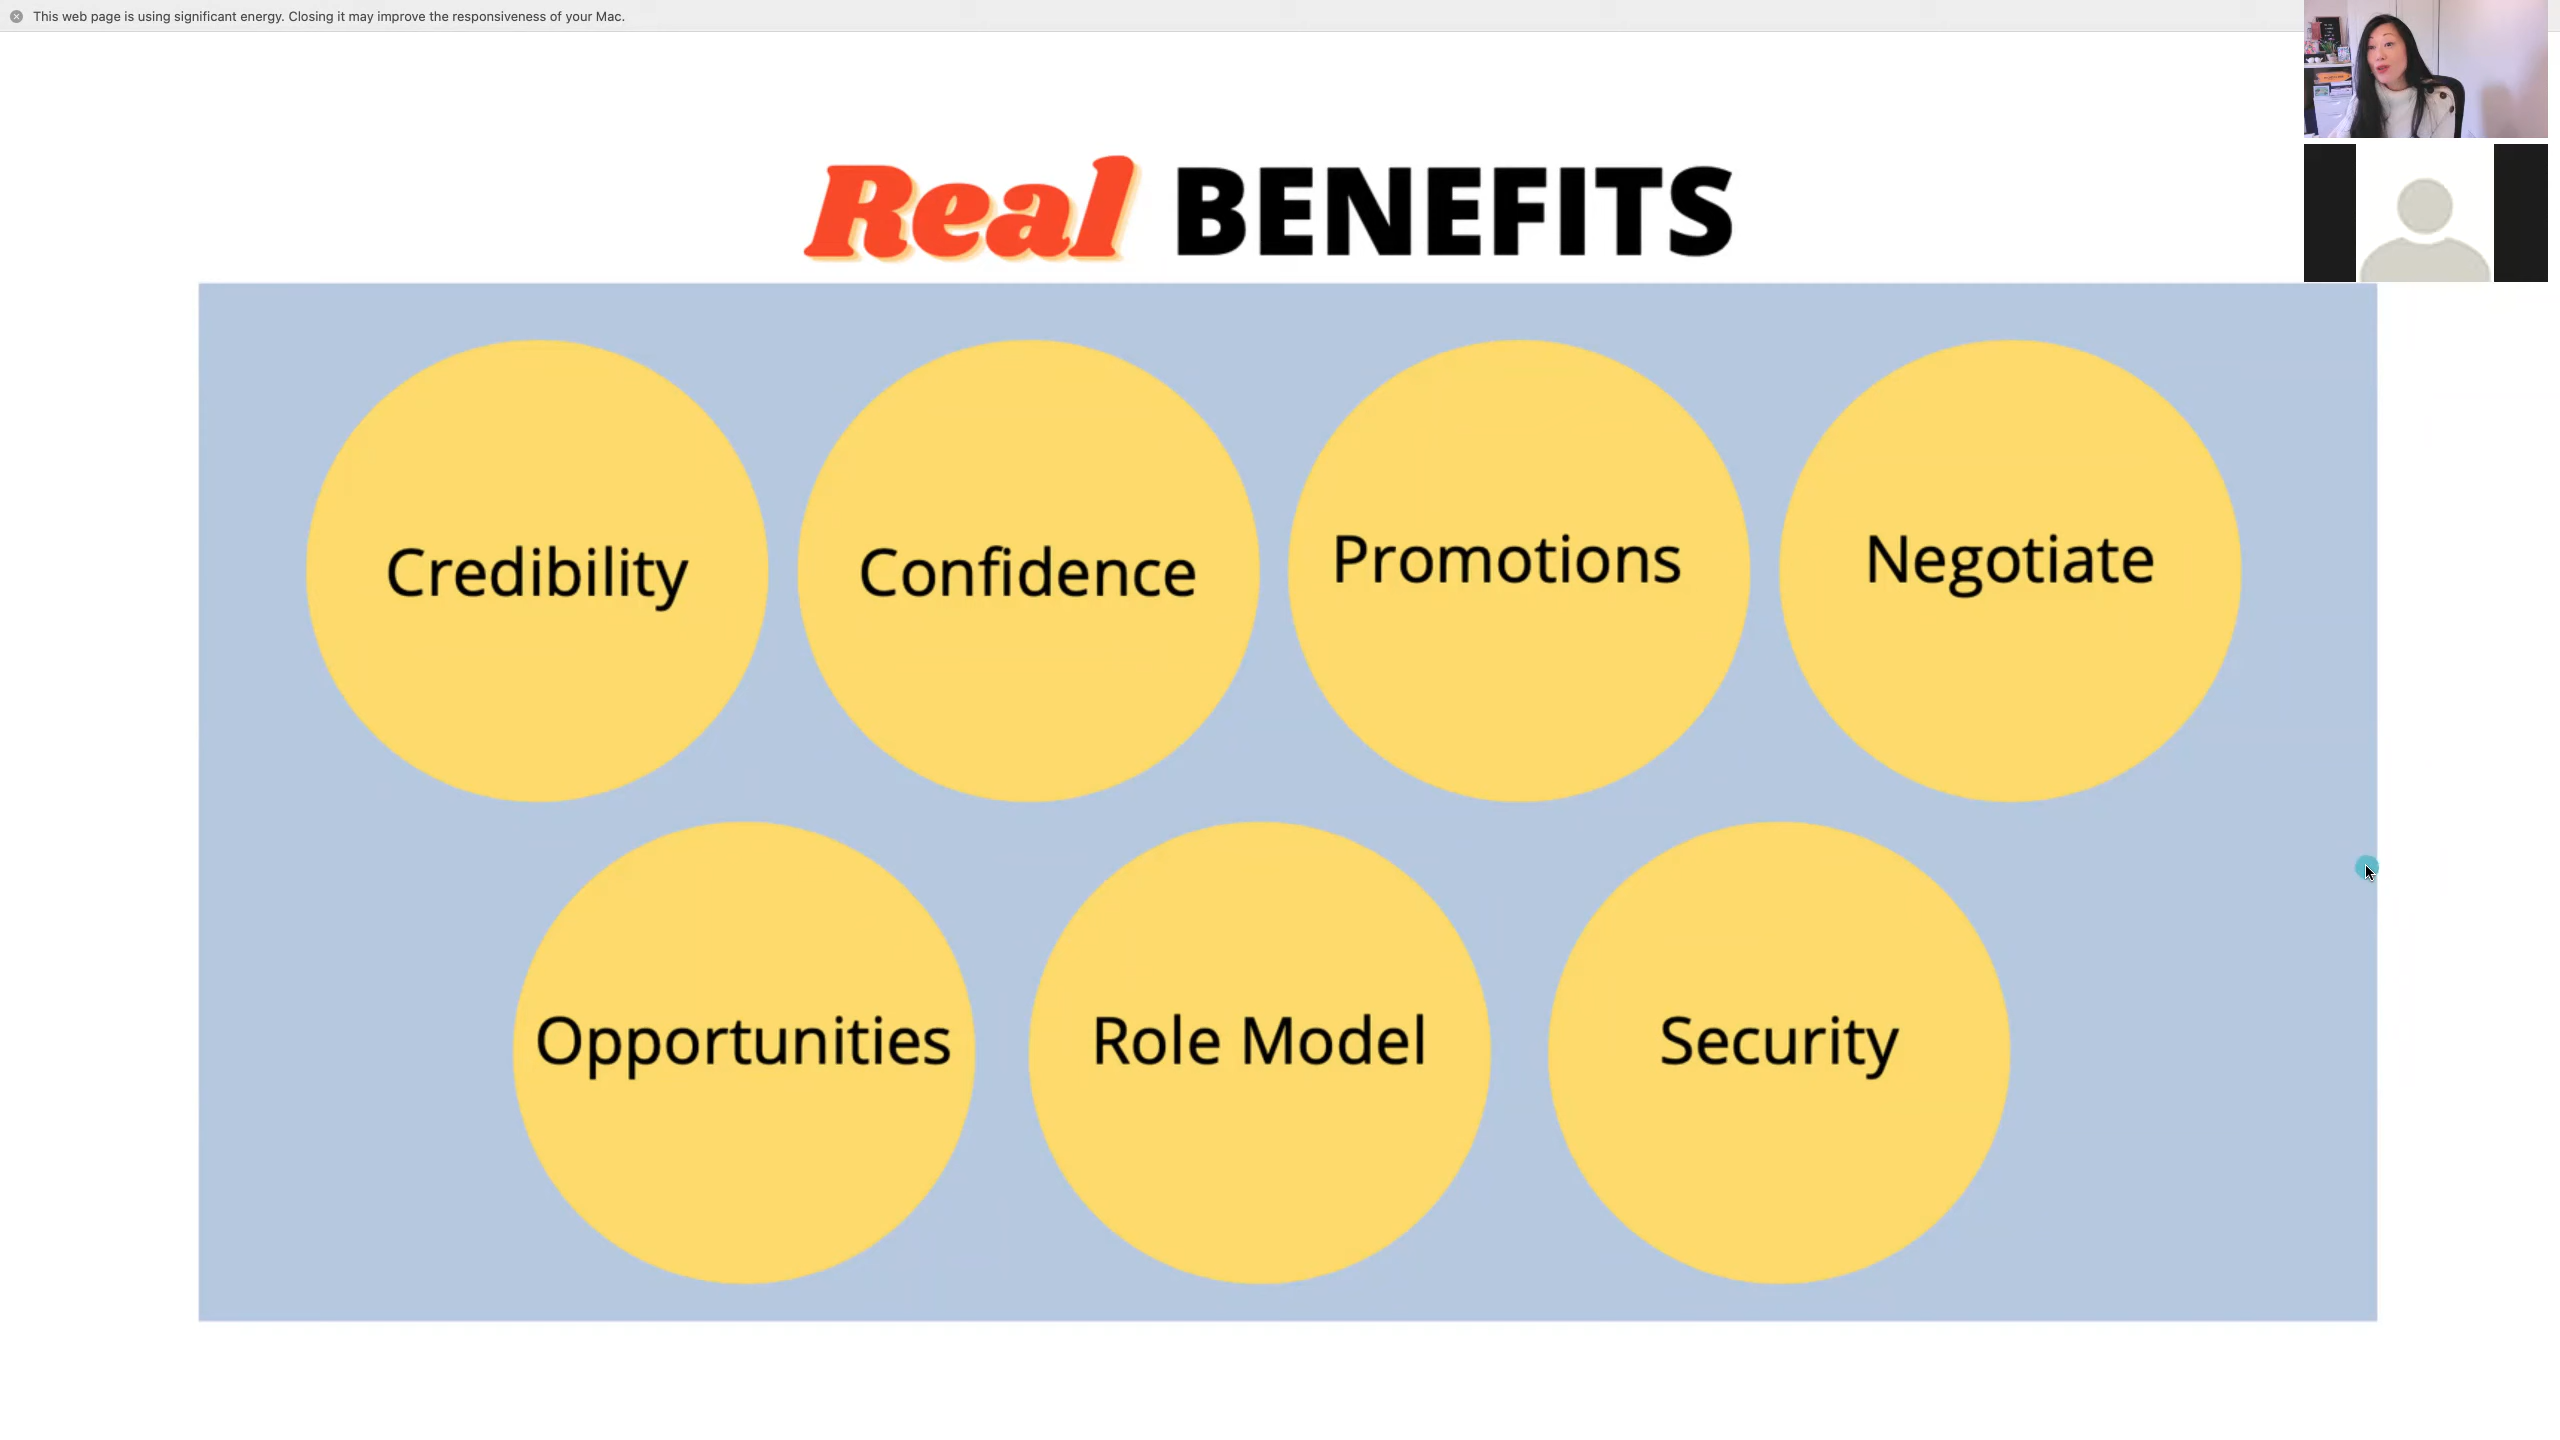 This web page is using significant energy. Closing it may improve the responsiveness of your Mac.
Real BENEFITS
Credibility
Confidence
Promotions
Negotiate
Opportunities
Role Model
Security